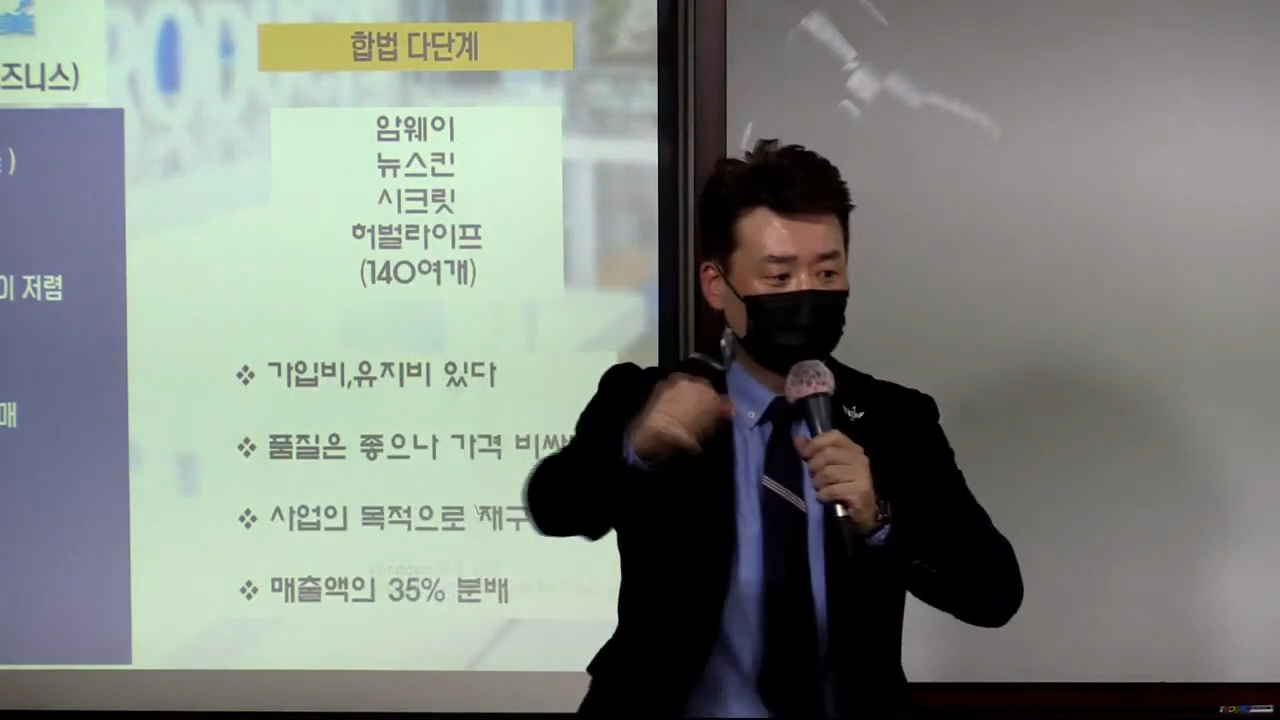 즈니스)
합법 다단계
암웨이
뉴스킨
시크릿
허벌라이프
(140여개)
이 저렴
가입비,유지비 있다
매
품질은 좋으나 가격 비싸
사업의 목적으로 '재구
매출액의 35% 분배
Windows